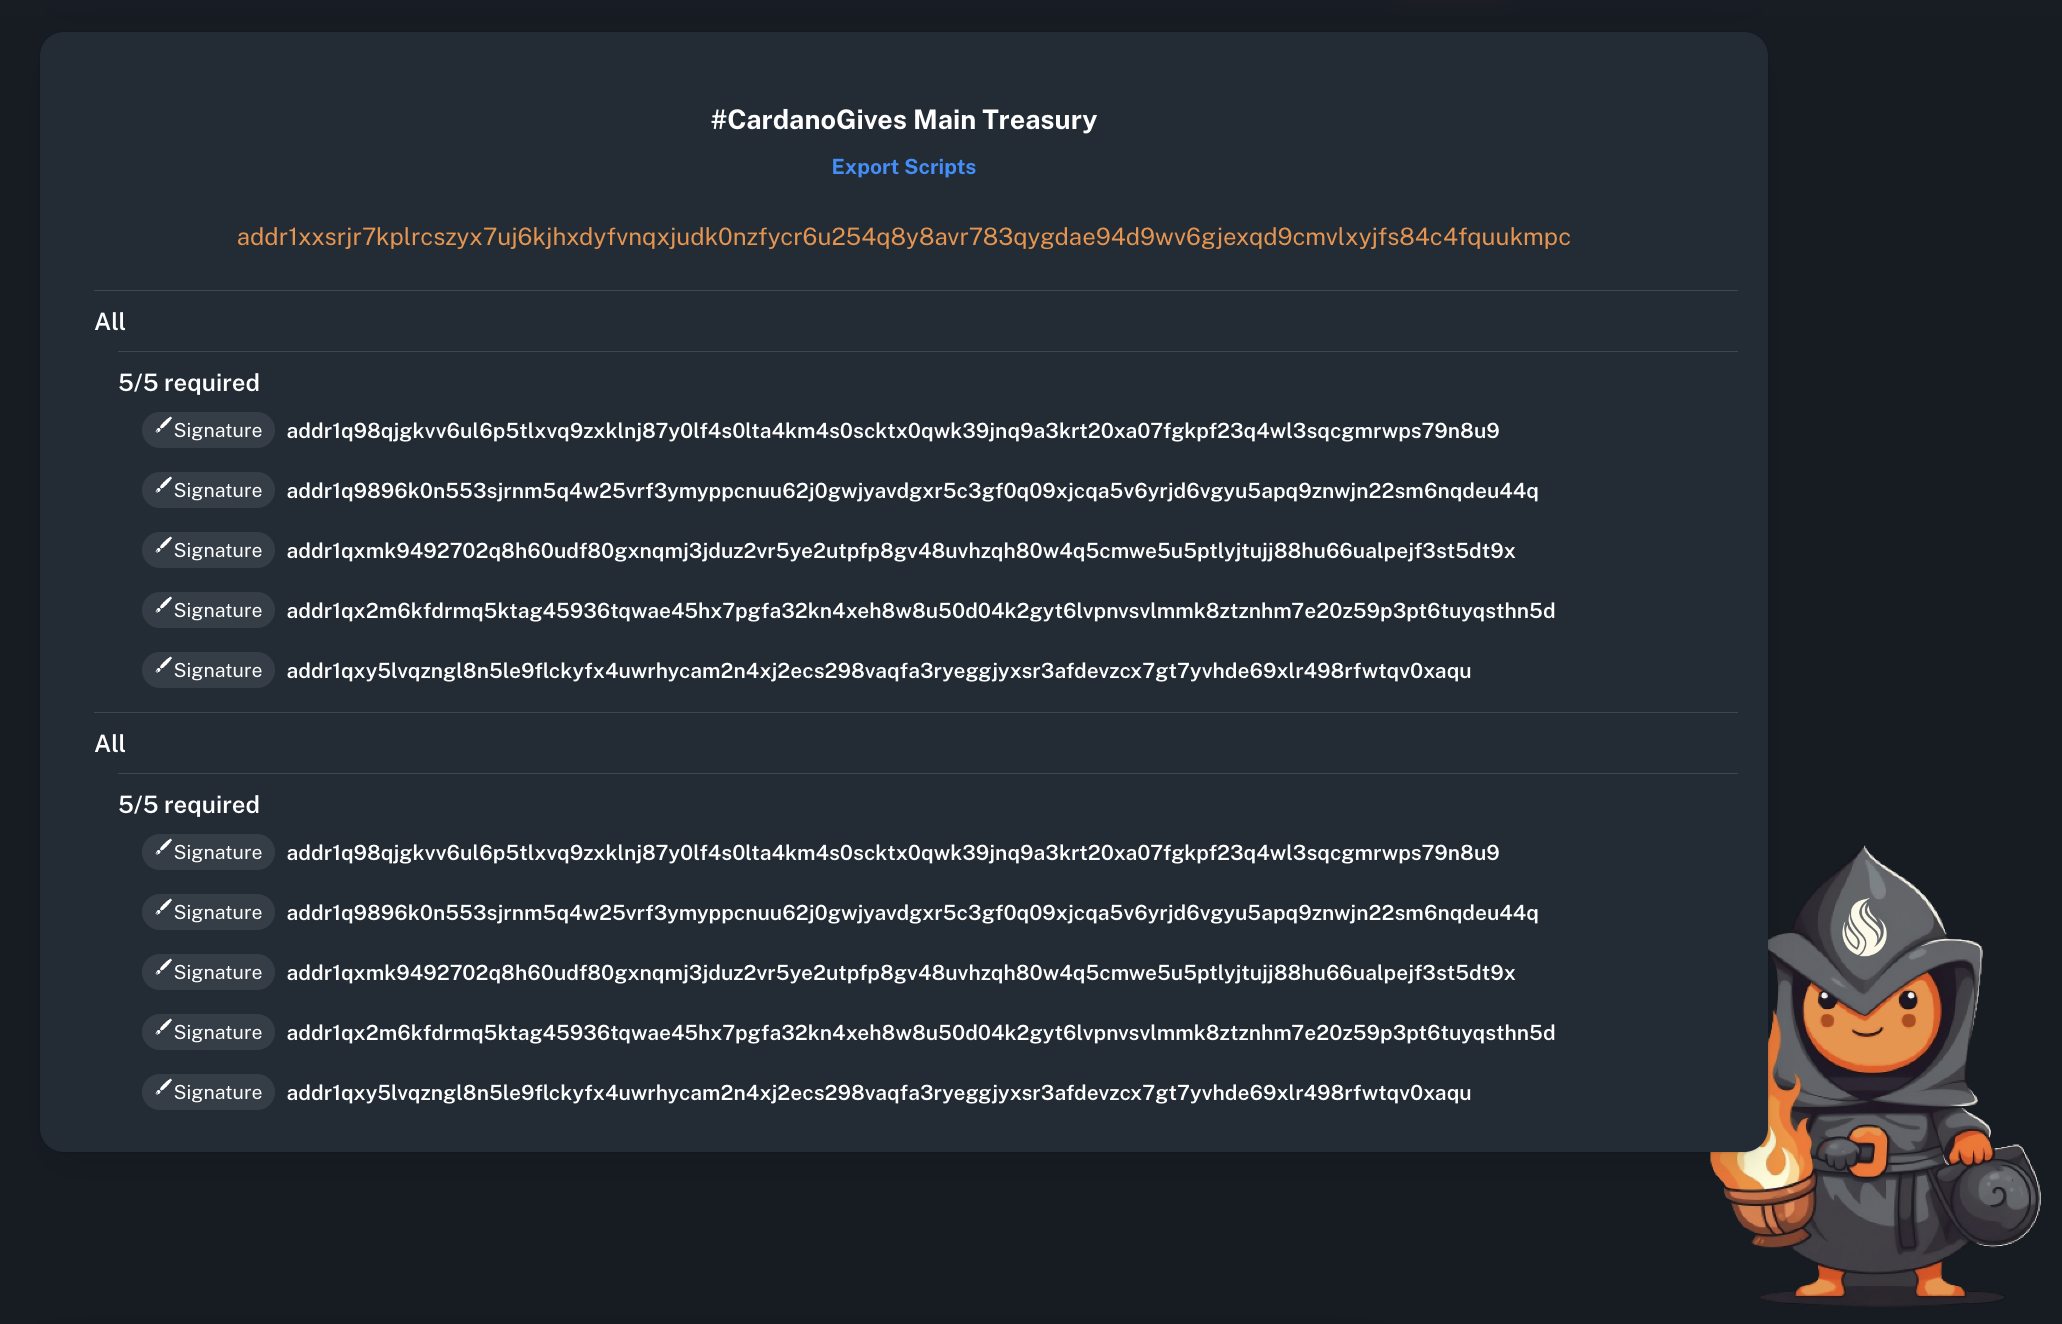 #CardanoGives Main Treasury
Export Scripts
addr1xxsrjr7kplrcszyx7uj6kjhxdyfvnqxjudk0nzfycr6u254q8y8avr783qygdae94d9wv6gjexqd9cmvlxyjfs84c4fquukmpc
All
5/5 required
Signature addr1q98qjgkvv6ul6p5tlxvq9zxklnj87y0lf4s0lta4km4s0scktx0qwk39jnq9a3krt20xa07fgkpf23q4wl3sqcgmrwps79n8u9
Signature addr1q9896k0n553sjrnm5q4w25vrf3ymyppcnuu62j0gwjyavdgxr5c3gf0q09xjcqa5v6yrjd6vgyu5apq9znwjn22sm6nqdeu44q
Signature addr1qxmk9492702q8h60udf80gxnqmj3jduz2vr5ye2utpfp8gv48uvhzqh80w4q5cmwe5u5ptlyjtujj88hu66ualpejf3st5dt9x
Signature addr1qx2m6kfdrmq5ktag45936tqwae45hx7pgfa32kn4xeh8w8u50d04k2gyt6lvpnvsvlmmk8ztznhm7e20z59p3pt6tuyqsthn5d
Signature addr1qxy5lvqzngl8n5le9flckyfx4uwrhycam2n4xj2ecs298vaqfa3ryeggjyxsr3afdevzcx7gt7yvhde69xlr498rfwtqv0xaqu
All
5/5 required
Signature addr1q98qjgkvv6ul6p5tlxvq9zxklnj87y0lf4s0lta4km4s0scktx0qwk39jnq9a3krt20xa07fgkpf23q4wl3sqcgmrwps79n8u9
Signature addr1q9896k0n553sjrnm5q4w25vrf3ymyppcnuu62j0gwjyavdgxr5c3gf0q09xjcqa5v6yrjd6vgyu5apq9znwjn22sm6nqdeu44q
Signature addr1qxmk9492702q8h60udf80gxnqmj3jduz2vr5ye2utpfp8gv48uvhzqh80w4q5cmwe5u5ptlyjtujj88hu66ualpejf3st5dt9x
Signature addr1qx2m6kfdrmq5ktag45936tqwae45hx7pgfa32kn4xeh8w8u50d04k2gyt6lvpnvsvlmmk8ztznhm7e20z59p3pt6tuyqsthn5d
Signature addr1qxy5lvqzngl8n5le9flckyfx4uwrhycam2n4xj2ecs298vaqfa3ryeggjyxsr3afdevzcx7gt7yvhde69xlr498rfwtqv0xaqu